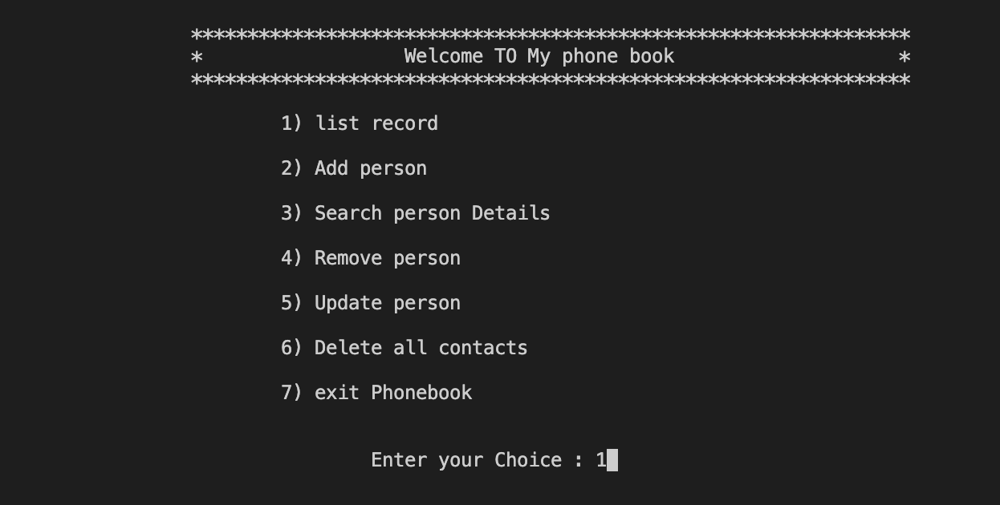 ****************************************************************
* Welcome TO My phone book *
****************************************************************
1) list record
2) Add person
3) Search person Details
4) Remove person
5) Update person
6) Delete all contacts
7) exit Phonebook
Enter your Choice : 1